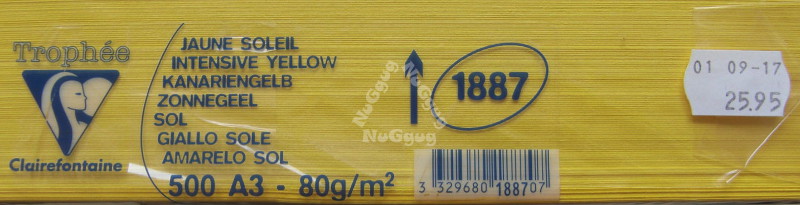 Trophée
Clairefontaine
JAUNE SOLEIL
INTENSIVE YELLOW
KANARIENGELB
ZONNEGEEL
SOL
GIALLO SOLE
AMARELO SOL
500 A3 - 80g/m²
1887
NuGgug
NuGgug
NuGgug
3 329680 188707
01 09-17
25.95